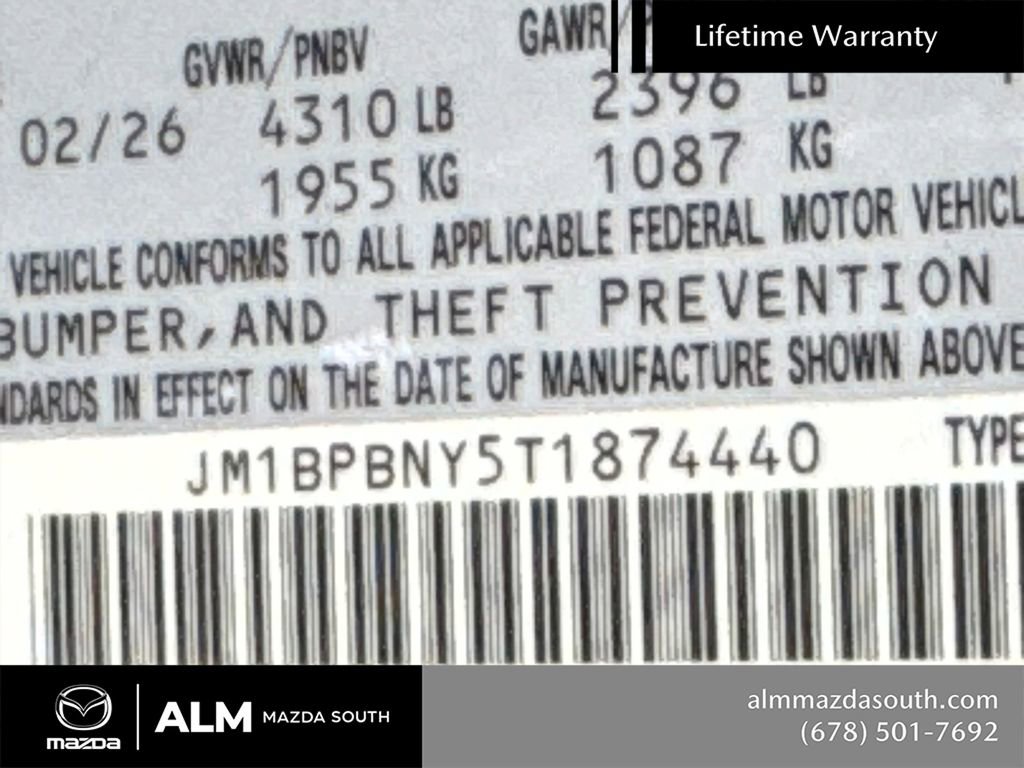 Lifetime Warranty
GVWR/PNBV GAWR/P
02/26 4310 LB 2396 LB
1955 KG 1087 KG
VEHICLE CONFORMS TO ALL APPLICABLE FEDERAL MOTOR VEHICL
BUMPER, AND THEFT PREVENTION
NDARDS IN EFFECT ON THE DATE OF MANUFACTURE SHOWN ABOVE
JM1BPBNY5T1874440 TYPE
mazda ALM MAZDA SOUTH
almmazdasouth.com
(678) 501-7692